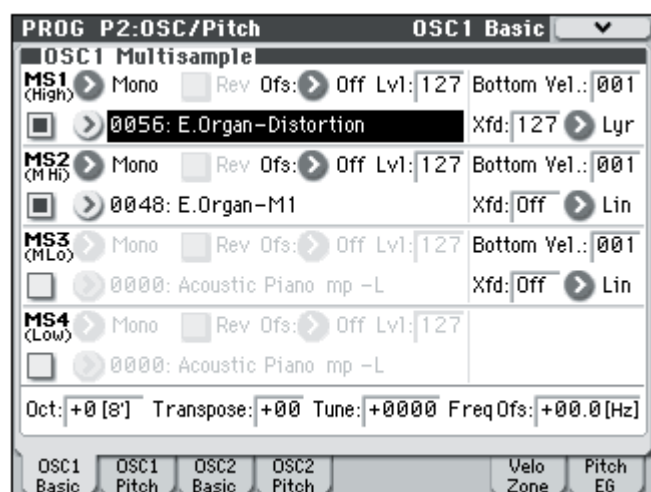 PROG P2:OSC/Pitch OSC1 Basic
OSC1 Multisample
MS1 Mono Rev Ofs: Off Lvl: 127 Bottom Vel.: 001
(High)
0056: E.Organ-Distortion Xfd: 127 Lyr
MS2 Mono Rev Ofs: Off Lvl: 127 Bottom Vel.: 001
(M Hi)
0048: E.Organ-M1 Xfd: Off Lin
MS3 Mono Rev Ofs: Off Lvl: 127 Bottom Vel.: 001
(MLo)
0000: Acoustic Piano mp -L Xfd: Off Lin
MS4 Mono Rev Ofs: Off Lvl: 127
(Low)
0000: Acoustic Piano mp -L
Oct: +0 [8'] Transpose: +00 Tune: +0000 Freq Ofs: +00.0 [Hz]
OSC1 Basic OSC1 Pitch OSC2 Basic OSC2 Pitch Velo Zone Pitch EG